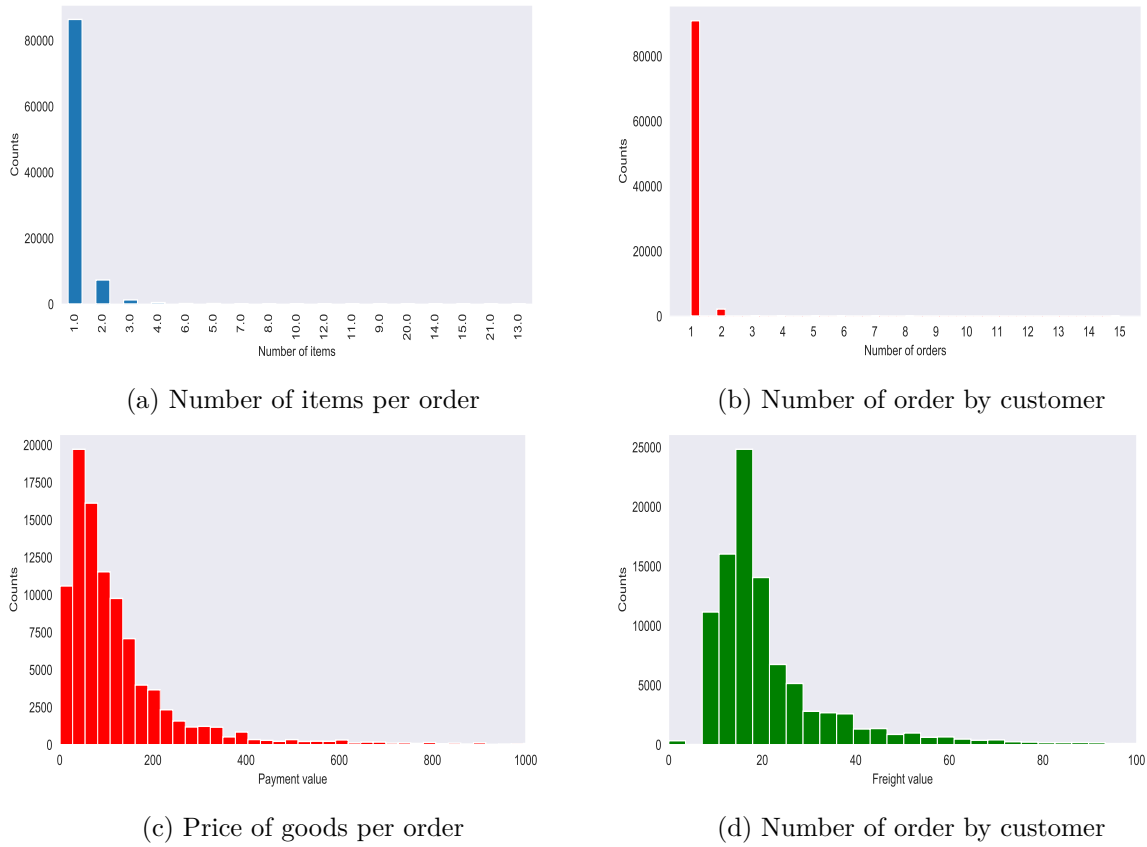 80000
60000
40000
20000
0
Counts
1.0 2.0 3.0 4.0 6.0 5.0 7.0 8.0 10.0 12.0 11.0 9.0 20.0 14.0 15.0 21.0 13.0
Number of items
(a) Number of items per order
80000
60000
40000
20000
0
Counts
1 2 3 4 5 6 7 8 9 10 11 12 13 14 15
Number of orders
(b) Number of order by customer
20000
17500
15000
12500
10000
7500
5000
2500
0
Counts
0 200 400 600 800 1000
Payment value
(c) Price of goods per order
25000
20000
15000
10000
5000
0
Counts
0 20 40 60 80 100
Freight value
(d) Number of order by customer